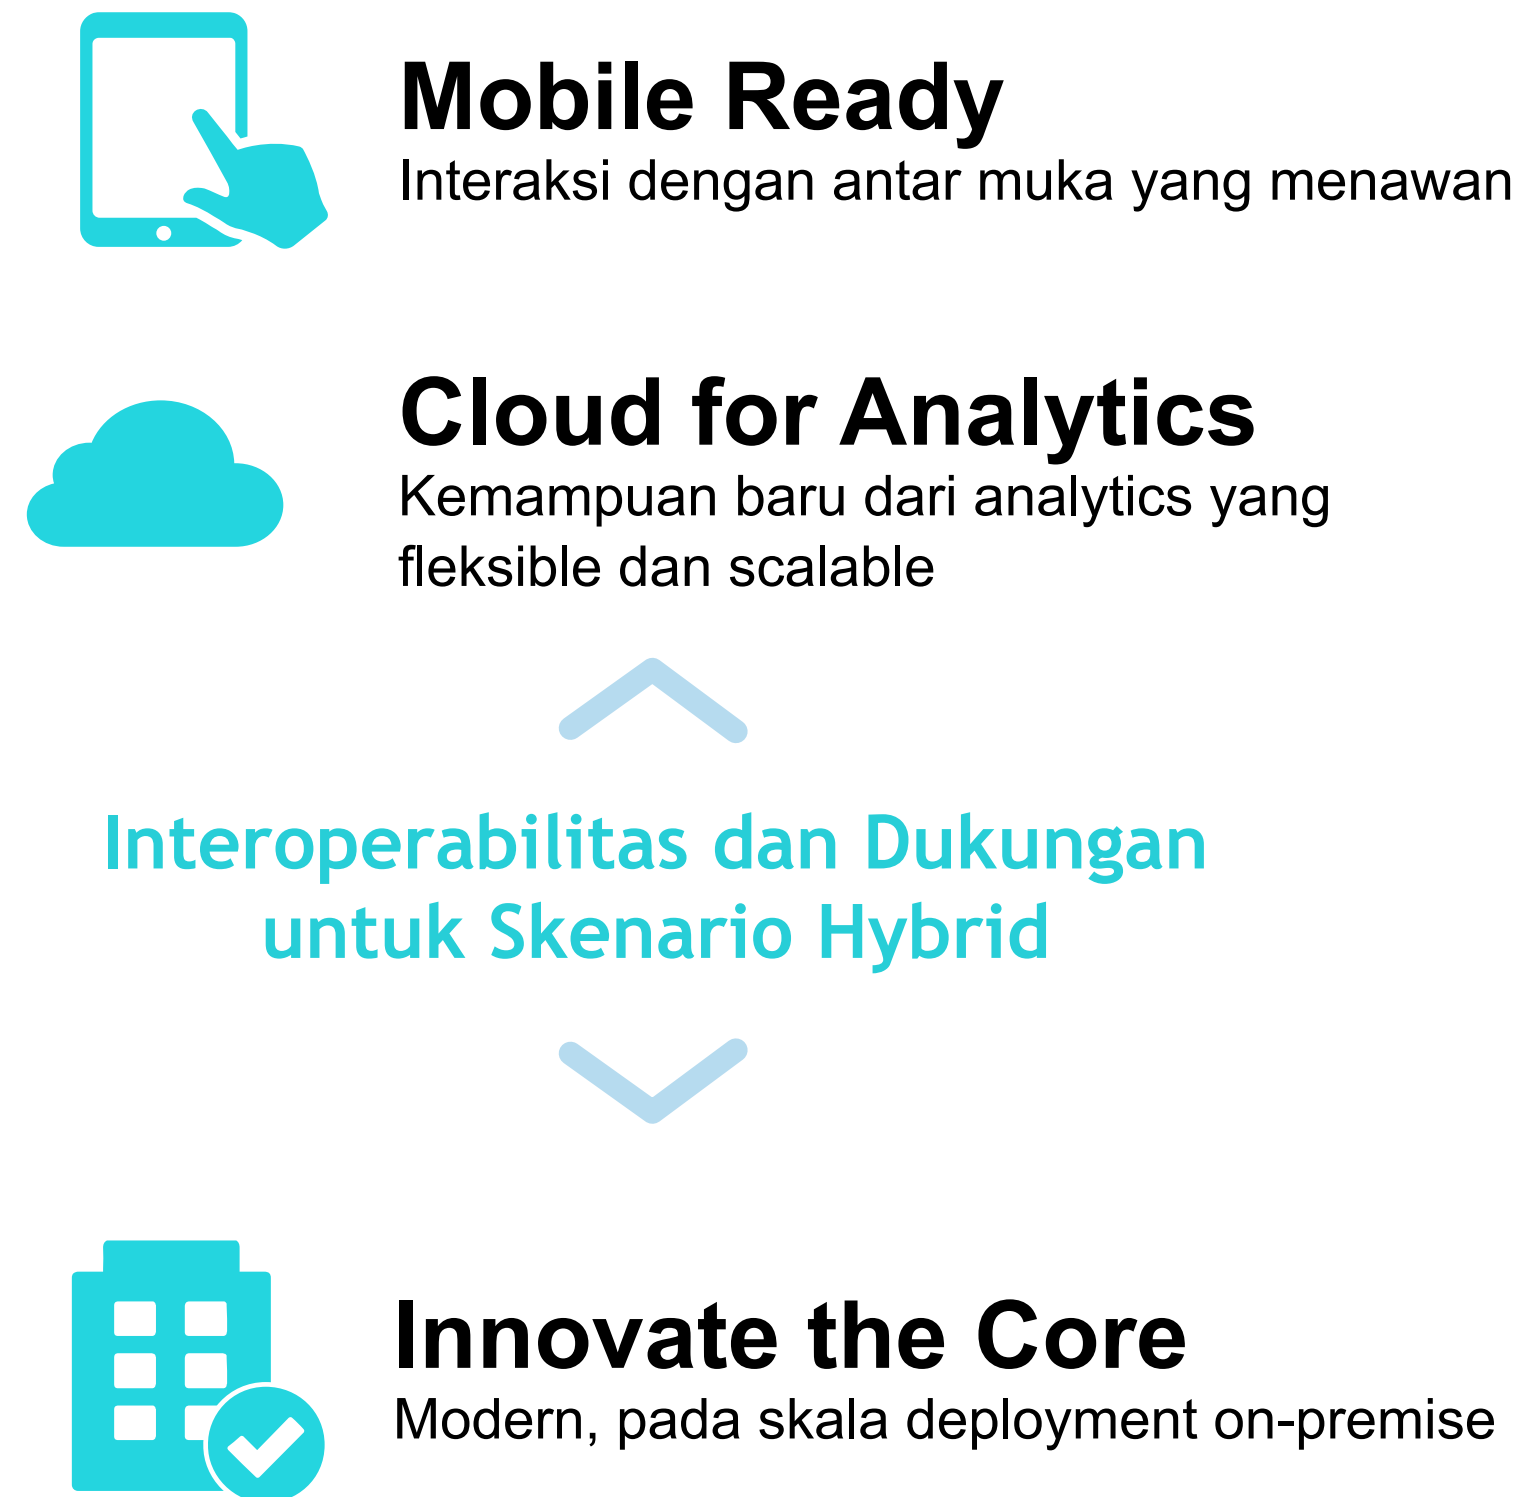 Mobile Ready
Interaksi dengan antar muka yang menawan
Cloud for Analytics
Kemampuan baru dari analytics yang
fleksible dan scalable
Interoperabilitas dan Dukungan
untuk Skenario Hybrid
Innovate the Core
Modern, pada skala deployment on-premise